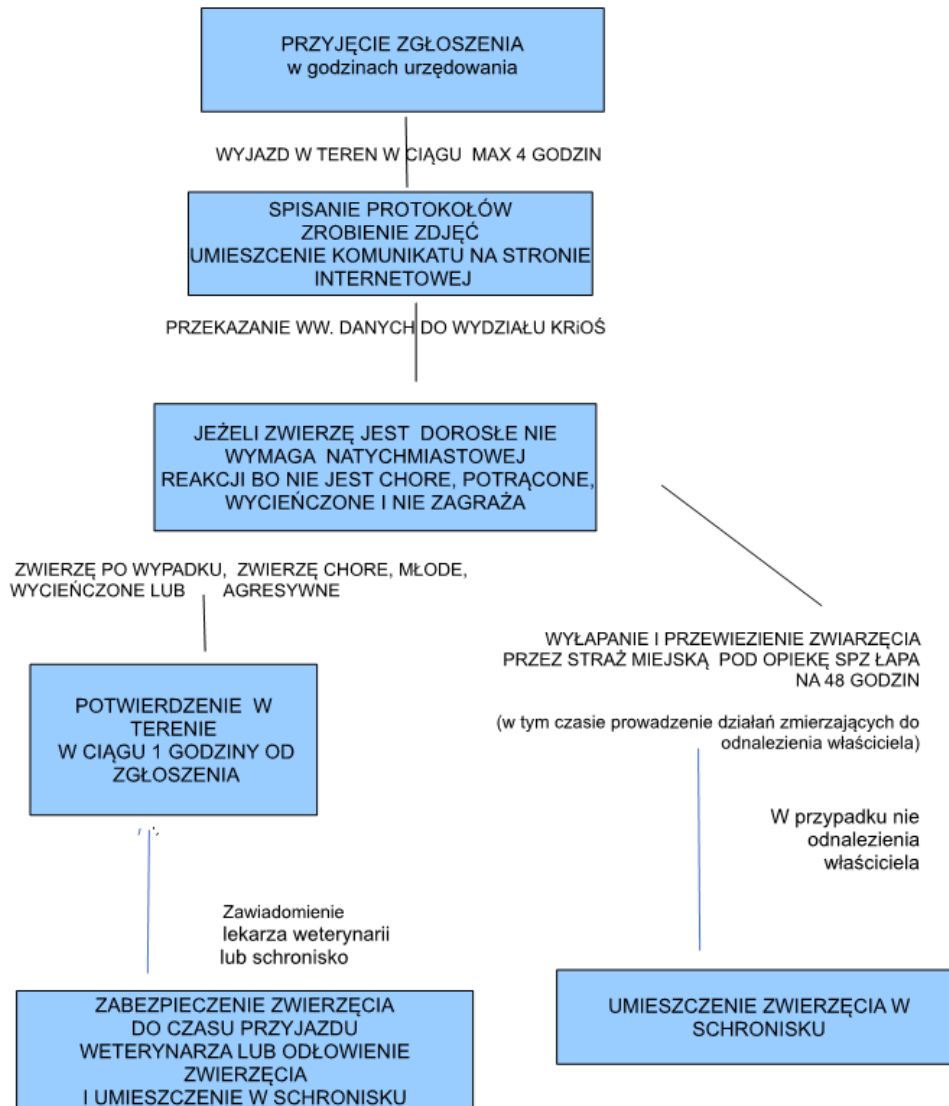 PRZYJĘCIE ZGŁOSZENIA
w godzinach urzędowania
WYJAZD W TEREN W CIĄGU MAX 4 GODZIN
SPISANIE PROTOKOŁÓW
ZROBIENIE ZDJĘĆ
UMIESZCENIE KOMUNIKATU NA STRONIE
INTERNETOWEJ
PRZEKAZANIE WW. DANYCH DO WYDZIAŁU KRiOŚ
JEŻELI ZWIERZĘ JEST DOROSŁE NIE
WYMAGA NATYCHMIASTOWEJ
REAKCJI BO NIE JEST CHORE, POTRĄCONE,
WYCIEŃCZONE I NIE ZAGRAŻA
ZWIERZĘ PO WYPADKU, ZWIERZĘ CHORE, MŁODE,
WYCIEŃCZONE LUB AGRESYWNE
POTWIERDZENIE W
TERENIE
W CIĄGU 1 GODZINY OD
ZGŁOSZENIA
Zawiadomienie
lekarza weterynarii
lub schronisko
ZABEZPIECZENIE ZWIERZĘCIA
DO CZASU PRZYJAZDU
WETERYNARZA LUB ODŁOWIENIE
ZWIERZĘCIA
I UMIESZCZENIE W SCHRONISKU
WYŁAPANIE I PRZEWIEZIENIE ZWIARZĘCIA
PRZEZ STRAŻ MIEJSKĄ POD OPIEKĘ SPZ ŁAPA
NA 48 GODZIN
(w tym czasie prowadzenie działań zmierzających do
odnalezienia właściciela)
W przypadku nie
odnalezienia
właściciela
UMIESZCZENIE ZWIERZĘCIA W
SCHRONISKU